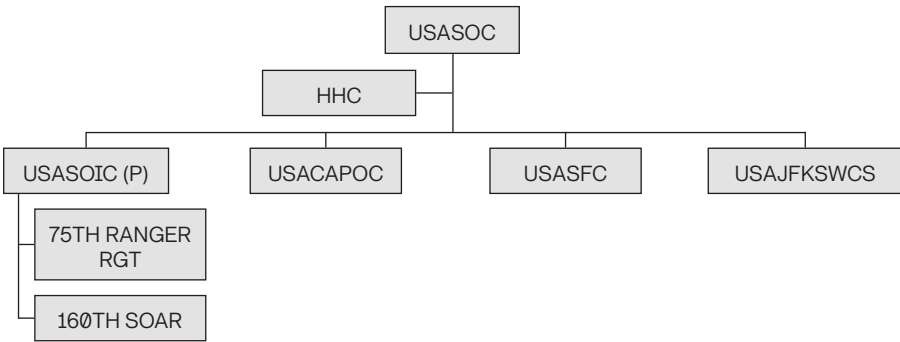 USASOC
HHC
USASOIC (P)
USACAPOC
USASFC
USAJFKSWCS
75TH RANGER
RGT
160TH SOAR